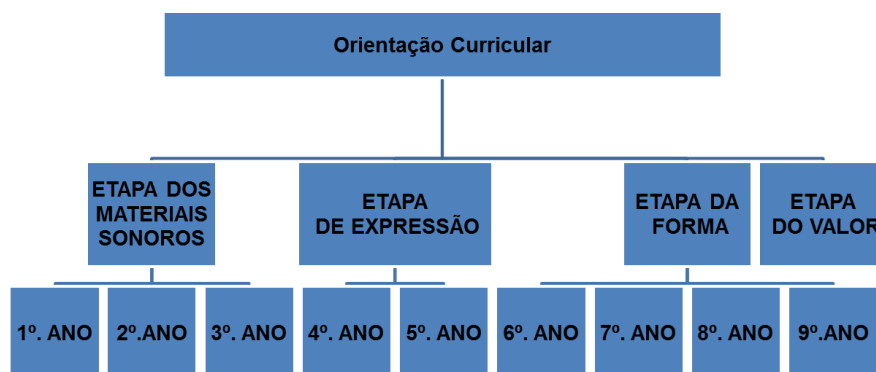 Orientação Curricular
ETAPA DOS
MATERIAIS
SONOROS
ETAPA
DE EXPRESSÃO
ETAPA DA
FORMA
ETAPA
DO VALOR
1º. ANO
2º.ANO
3º. ANO
4º. ANO
5º. ANO
6º. ANO
7º. ANO
8º. ANO
9º.ANO